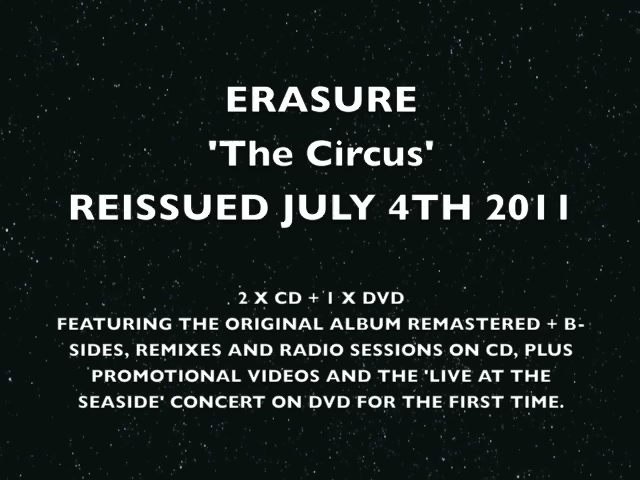 ERASURE
'The Circus'
REISSUED JULY 4TH 2011
2 X CD + 1 X DVD
FEATURING THE ORIGINAL ALBUM REMASTERED + B-
SIDES, REMIXES AND RADIO SESSIONS ON CD, PLUS
PROMOTIONAL VIDEOS AND THE 'LIVE AT THE
SEASIDE' CONCERT ON DVD FOR THE FIRST TIME.